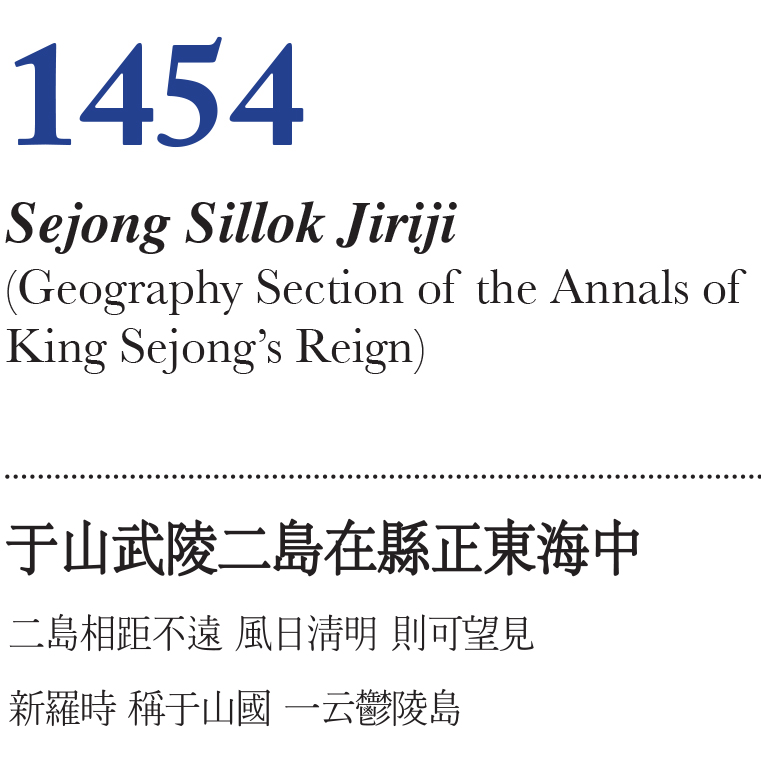 1454
Sejong Sillok Jiriji
(Geography Section of the Annals of
King Sejong’s Reign)
于山武陵二島在縣正東海中
二島相距不遠 風日淸明 則可望見
新羅時 稱于山國 一云鬱陵島